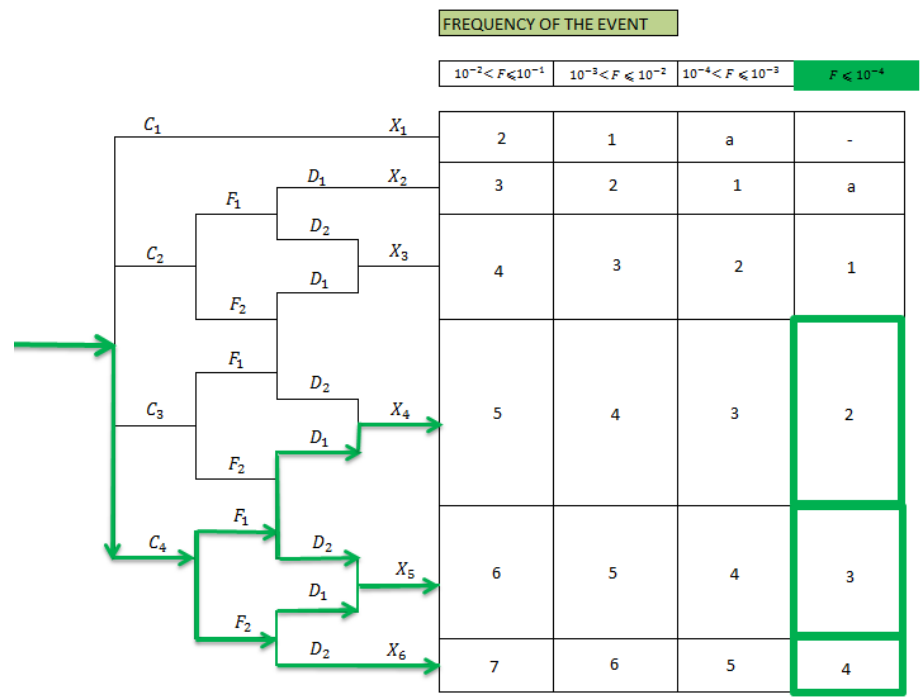 FREQUENCY OF THE EVENT
10⁻² < F ⩽ 10⁻¹ 10⁻³ < F ⩽ 10⁻² 10⁻⁴ < F ⩽ 10⁻³ F ⩽ 10⁻⁴
C₁ X₁ 2 1 a -
D₁ X₂ 3 2 1 a
F₁
D₂
C₂ X₃ 4 3 2 1
D₁
F₂
F₁
D₂
C₃ X₄ 5 4 3 2
D₁
F₂
F₁
C₄ D₂
X₅ 6 5 4 3
D₁
F₂
D₂ X₆ 7 6 5 4